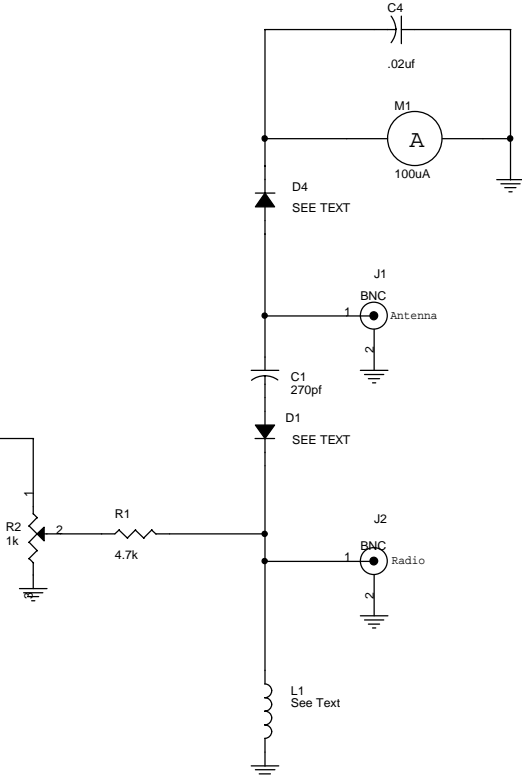 C4
.02uf
M1
A
100uA
D4
SEE TEXT
J1
BNC
1
Antenna
2
C1
270pf
D1
SEE TEXT
1
R2
1k
2
3
R1
4.7k
J2
BNC
1
Radio
2
L1
See Text